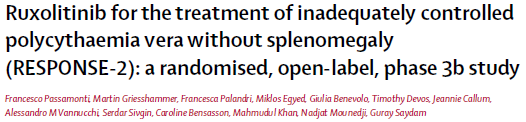 Ruxolitinib for the treatment of inadequately controlled
polycythaemia vera without splenomegaly
(RESPONSE-2): a randomised, open-label, phase 3b study
Francesco Passamonti, Martin Griesshammer, Francesca Palandri, Miklos Egyed, Giulia Benevolo, Timothy Devos, Jeannie Callum,
Alessandro M Vannucchi, Serdar Sivgin, Caroline Bensasson, Mahmudul Khan, Nadjat Mounedji, Guray Saydam